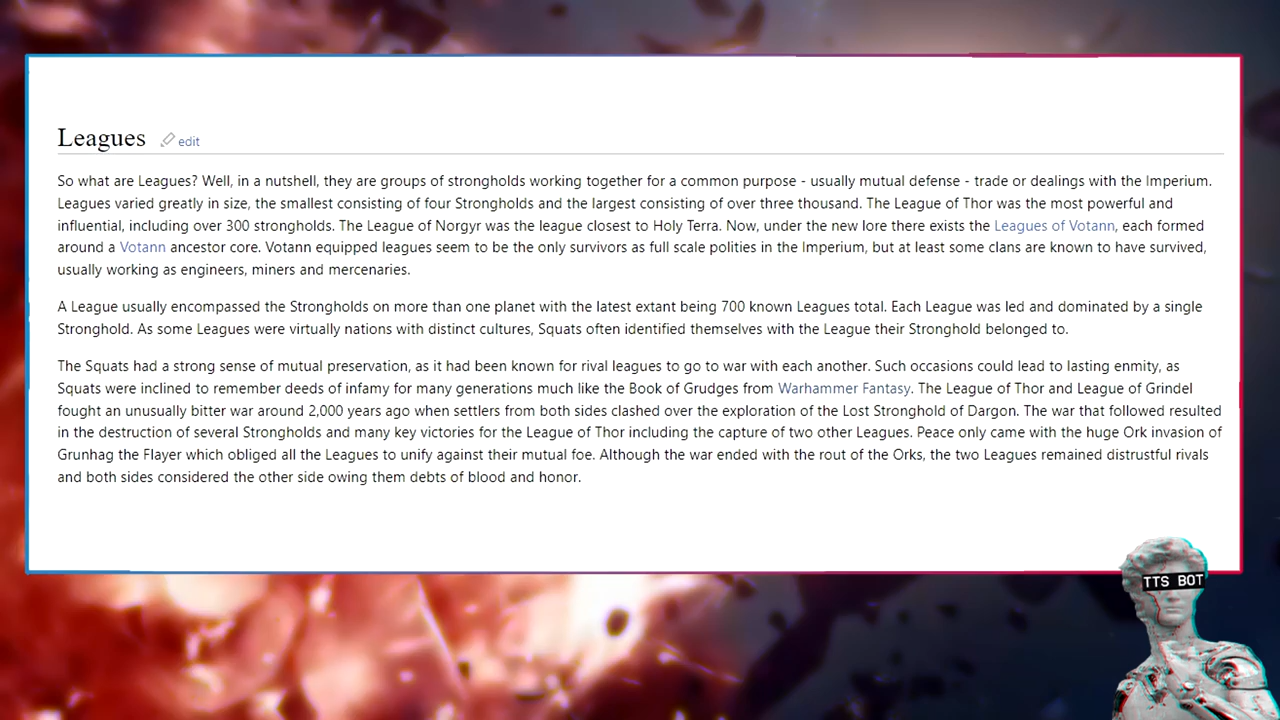 Leagues edit
So what are Leagues? Well, in a nutshell, they are groups of strongholds working together for a common purpose - usually mutual defense - trade or dealings with the Imperium.
Leagues varied greatly in size, the smallest consisting of four Strongholds and the largest consisting of over three thousand. The League of Thor was the most powerful and
influential, including over 300 strongholds. The League of Norgyr was the league closest to Holy Terra. Now, under the new lore there exists the Leagues of Votann, each formed
around a Votann ancestor core. Votann equipped leagues seem to be the only survivors as full scale polities in the Imperium, but at least some clans are known to have survived,
usually working as engineers, miners and mercenaries.
A League usually encompassed the Strongholds on more than one planet with the latest extant being 700 known Leagues total. Each League was led and dominated by a single
Stronghold. As some Leagues were virtually nations with distinct cultures, Squats often identified themselves with the League their Stronghold belonged to.
The Squats had a strong sense of mutual preservation, as it had been known for rival leagues to go to war with each another. Such occasions could lead to lasting enmity, as
Squats were inclined to remember deeds of infamy for many generations much like the Book of Grudges from Warhammer Fantasy. The League of Thor and League of Grindel
fought an unusually bitter war around 2,000 years ago when settlers from both sides clashed over the exploration of the Lost Stronghold of Dargon. The war that followed resulted
in the destruction of several Strongholds and many key victories for the League of Thor including the capture of two other Leagues. Peace only came with the huge Ork invasion of
Grunhag the Flayer which obliged all the Leagues to unify against their mutual foe. Although the war ended with the rout of the Orks, the two Leagues remained distrustful rivals
and both sides considered the other side owing them debts of blood and honor.
TTS BOT